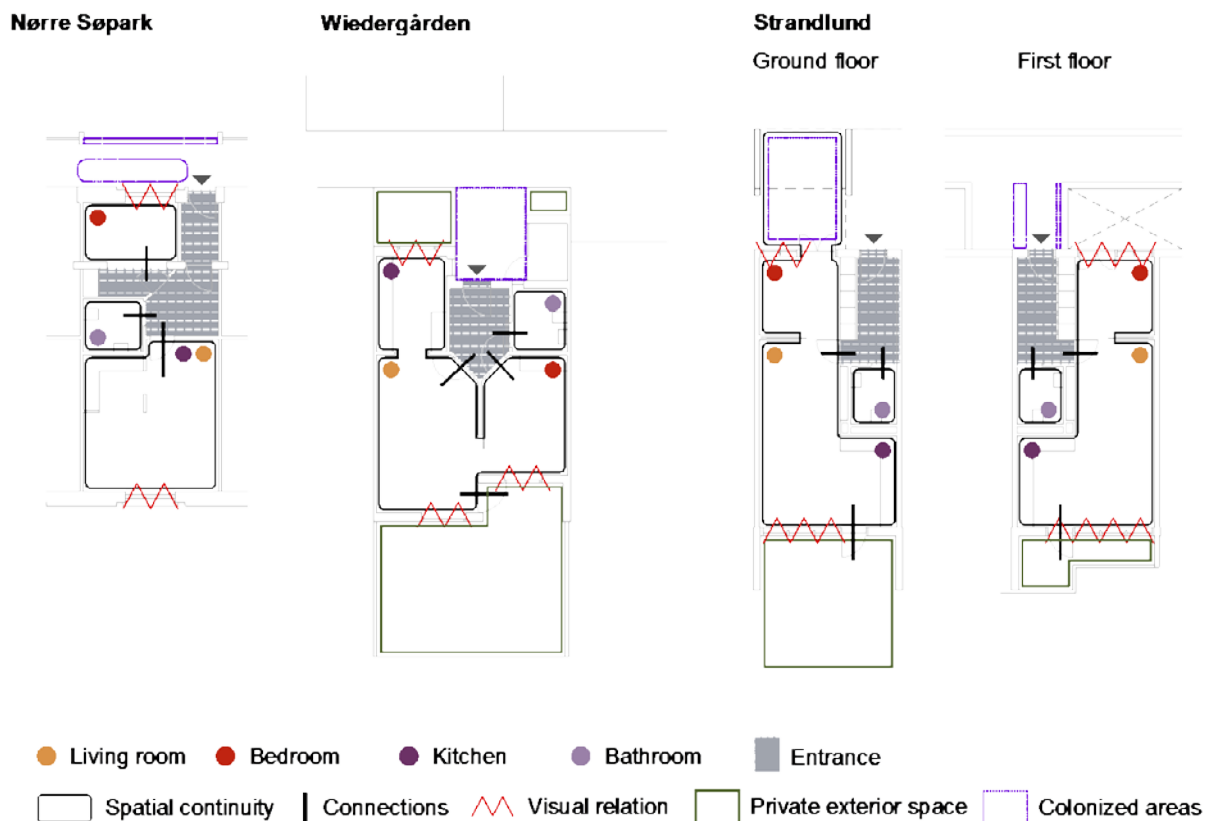 Nørre Søpark
Wiedergården
Strandlund
Ground floor
First floor
Living room
Bedroom
Kitchen
Bathroom
Entrance
Spatial continuity
Connections
Visual relation
Private exterior space
Colonized areas